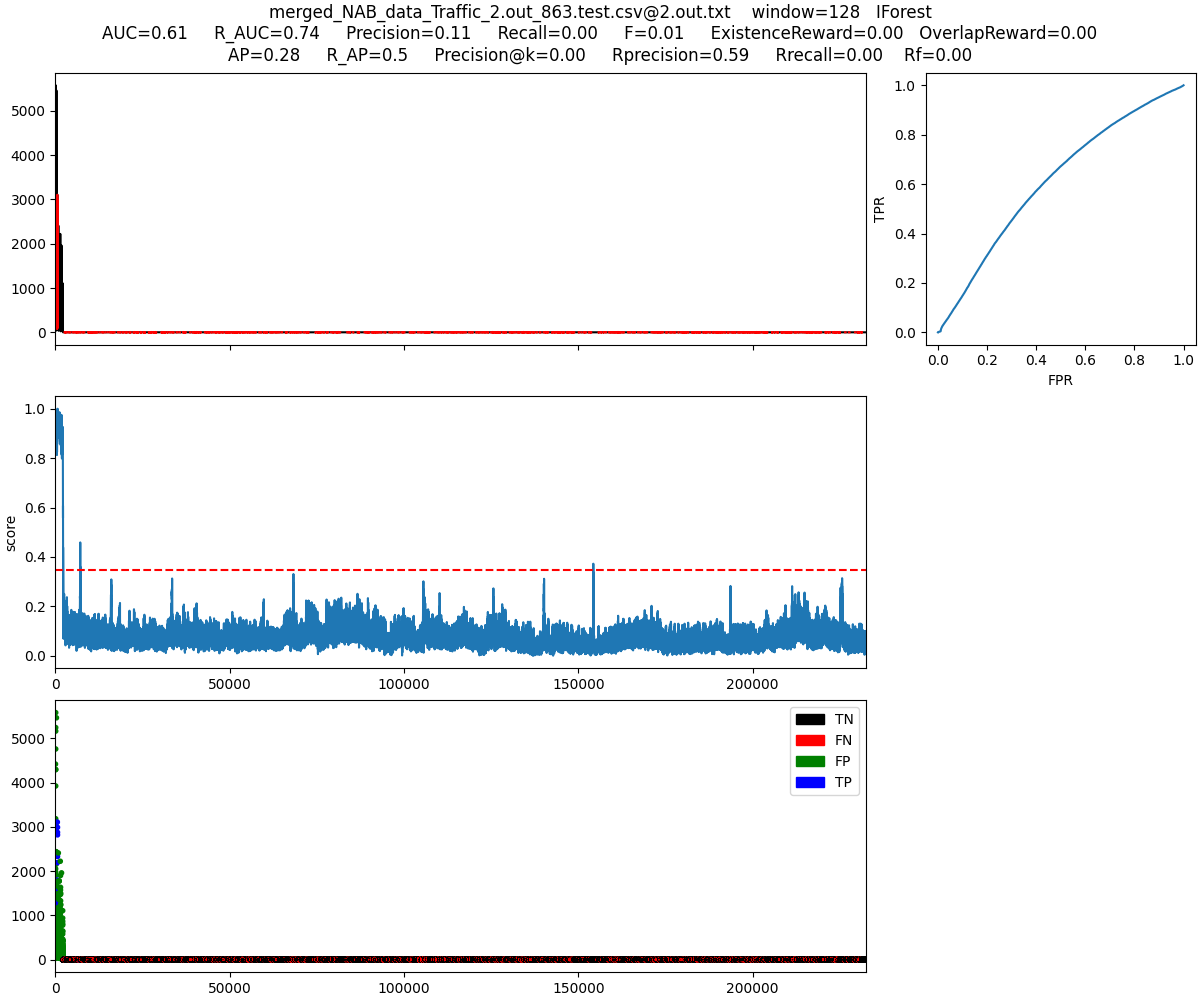 merged_NAB_data_Traffic_2.out_863.test.csv@2.out.txt    window=128   IForest
AUC=0.61     R_AUC=0.74     Precision=0.11     Recall=0.00     F=0.01     ExistenceReward=0.00   OverlapReward=0.00
AP=0.28     R_AP=0.5     Precision@k=0.00     Rprecision=0.59     Rrecall=0.00    Rf=0.00
5000
4000
3000
2000
1000
0
1.0
0.8
0.6
0.4
0.2
0.0
TPR
0.0 0.2 0.4 0.6 0.8 1.0
FPR
1.0
0.8
0.6
0.4
0.2
0.0
score
0 50000 100000 150000 200000
5000
4000
3000
2000
1000
0
TN
FN
FP
TP
0 50000 100000 150000 200000